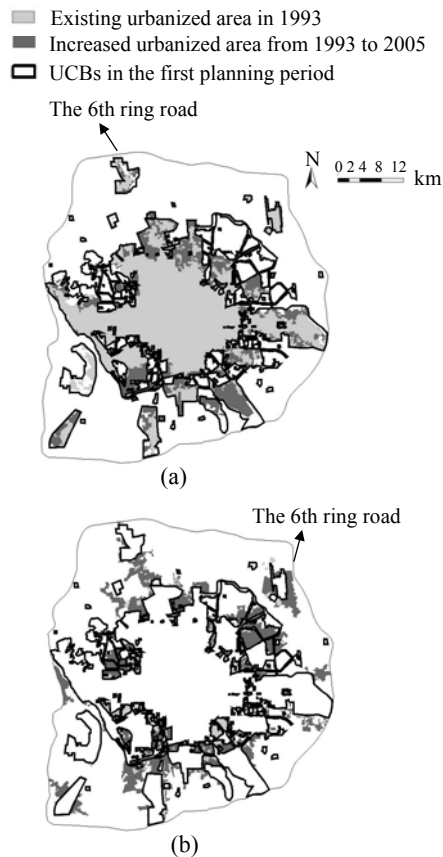 Existing urbanized area in 1993
Increased urbanized area from 1993 to 2005
UCBs in the first planning period
The 6th ring road
N
0 2 4 8 12
km
(a)
The 6th ring road
(b)